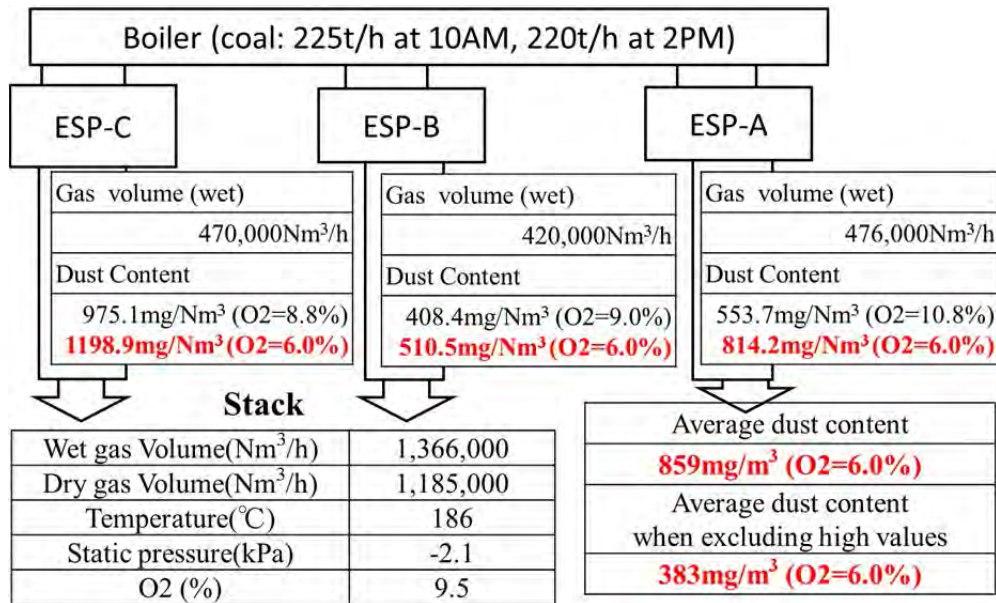 Boiler (coal: 225t/h at 10AM, 220t/h at 2PM)
ESP-C
Gas volume (wet)
470,000Nm³/h
Dust Content
975.1mg/Nm³ (O2=8.8%)
1198.9mg/Nm³ (O2=6.0%)
ESP-B
Gas volume (wet)
420,000Nm³/h
Dust Content
408.4mg/Nm³ (O2=9.0%)
510.5mg/Nm³ (O2=6.0%)
ESP-A
Gas volume (wet)
476,000Nm³/h
Dust Content
553.7mg/Nm³ (O2=10.8%)
814.2mg/Nm³ (O2=6.0%)
Stack
Wet gas Volume(Nm³/h) 1,366,000
Dry gas Volume(Nm³/h) 1,185,000
Temperature(℃) 186
Static pressure(kPa) -2.1
O2 (%) 9.5
Average dust content
859mg/m³ (O2=6.0%)
Average dust content
when excluding high values
383mg/m³ (O2=6.0%)